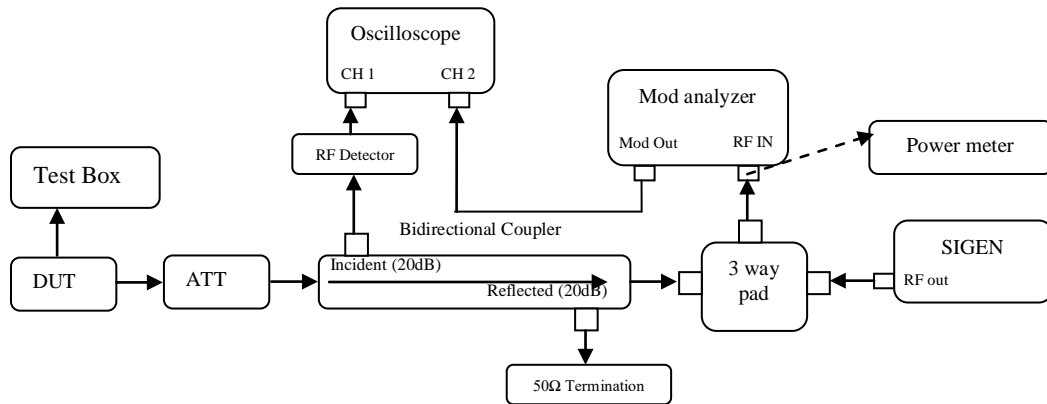 Oscilloscope
CH 1
CH 2
Mod analyzer
Mod Out
RF IN
Power meter
RF Detector
Test Box
Bidirectional Coupler
SIGEN
RF out
DUT
ATT
Incident (20dB)
Reflected (20dB)
3 way
pad
50Ω Termination